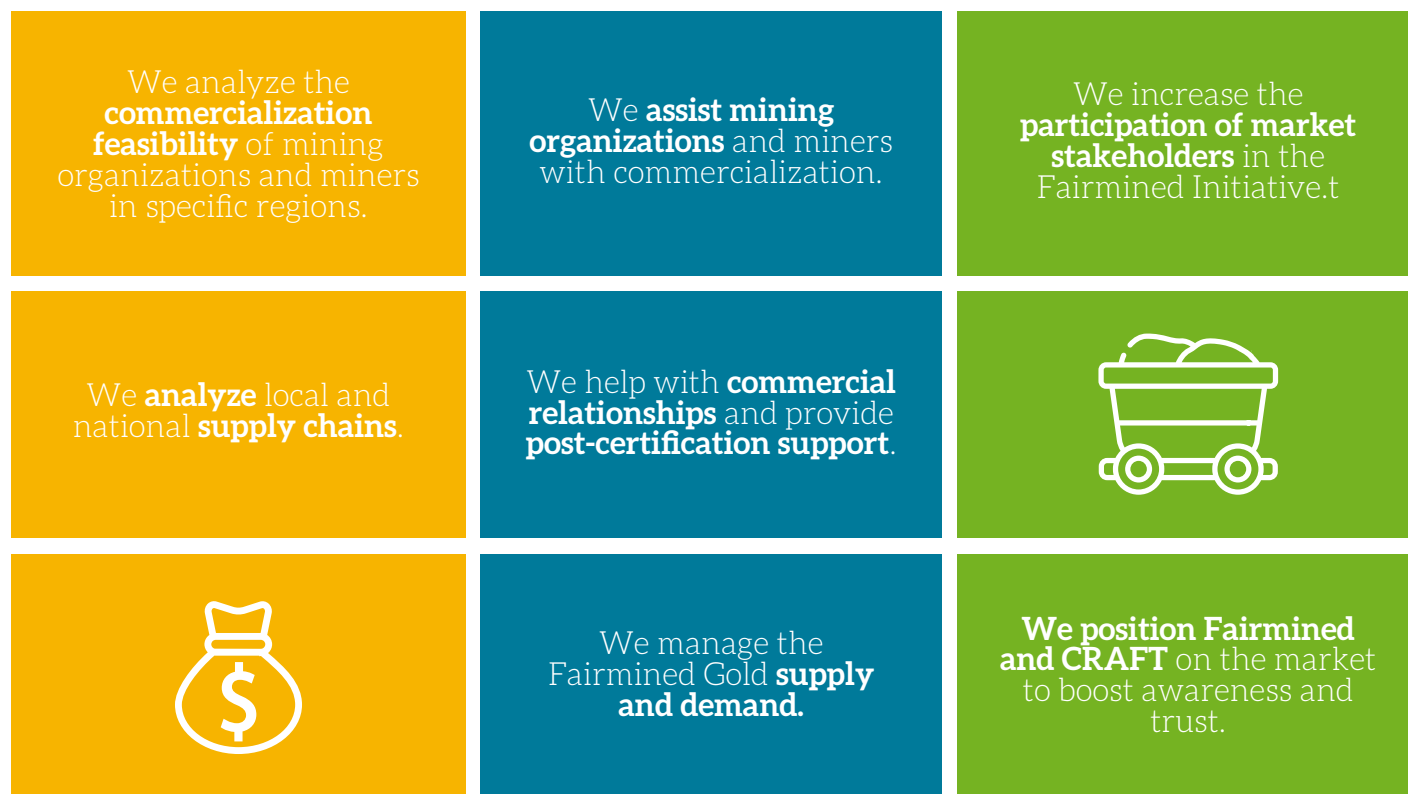 We analyze the
commercialization
feasibility of mining
organizations and miners
in specific regions.
We assist mining
organizations and miners
with commercialization.
We increase the
participation of market
stakeholders in the
Fairmined Initiative.t
We analyze local and
national supply chains.
We help with commercial
relationships and provide
post-certification support.
$
We manage the
Fairmined Gold supply
and demand.
We position Fairmined
and CRAFT on the market
to boost awareness and
trust.